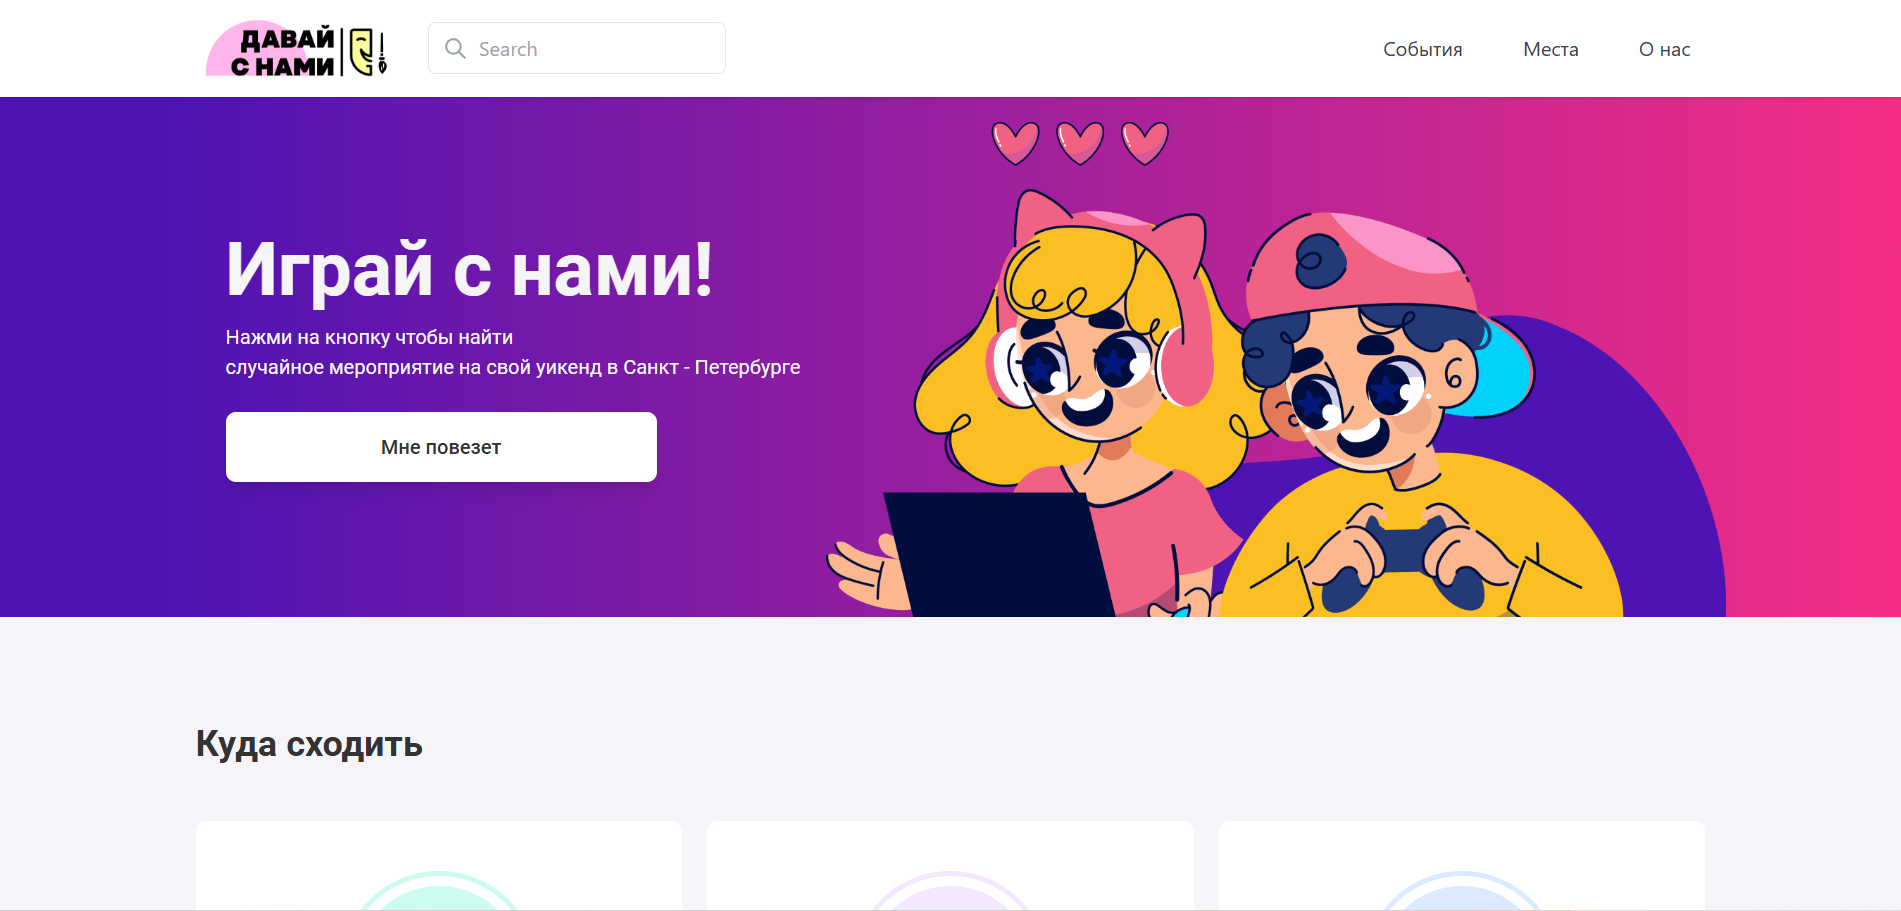 ДАВАЙ
С НАМИ
Search
События
Места
О нас
Играй с нами!
Нажми на кнопку чтобы найти
случайное мероприятие на свой уикенд в Санкт - Петербурге
Мне повезет
Куда сходить